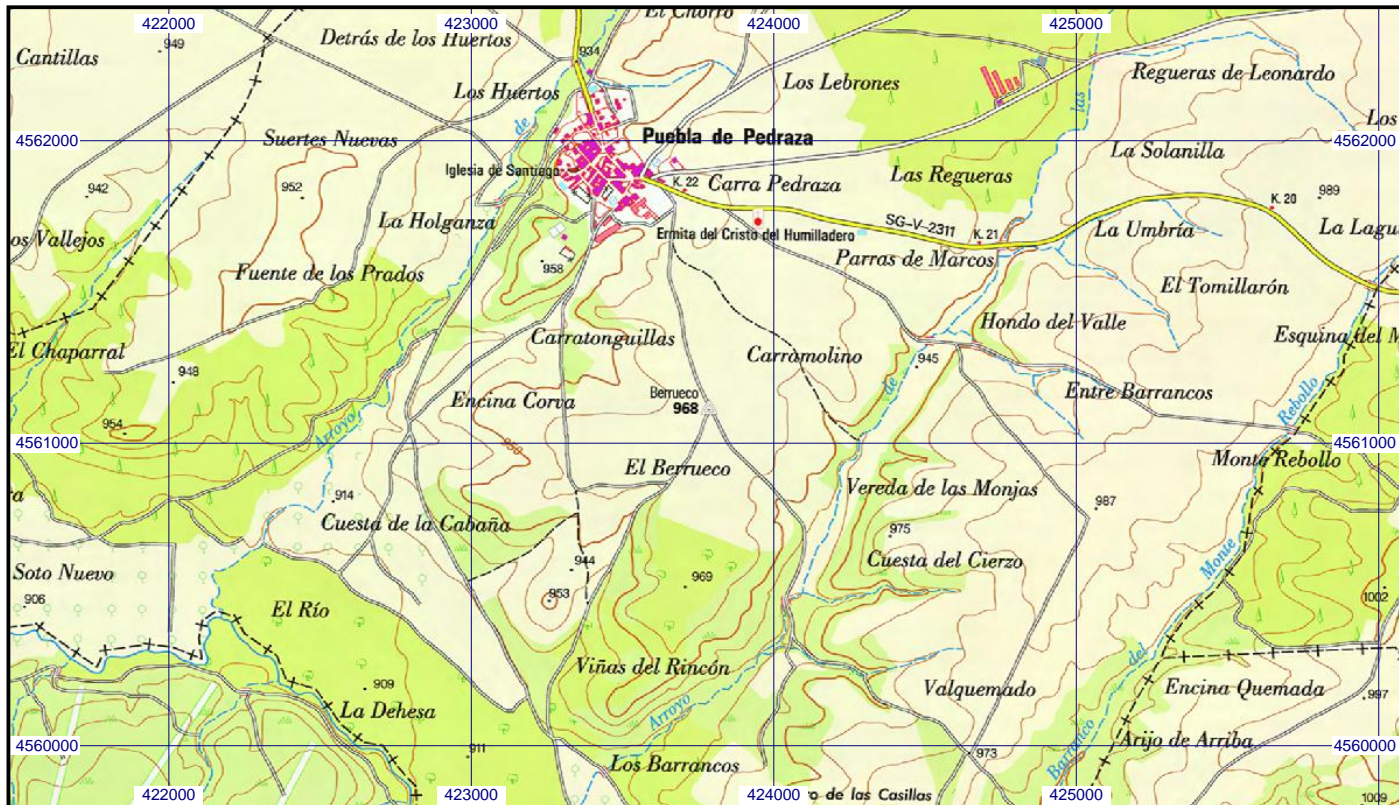 422000 423000 424000 425000
El Chorro
Detrás de los Huertos
949
934
Cantillas
Los Huertos
Los Lebrones
Regueras de Leonardo
las
de
Los
4562000
Suertes Nuevas
Puebla de Pedraza
4562000
La Solanilla
Iglesia de Santiago
K. 22
Carra Pedraza
Las Regueras
942
952
K. 20
989
La Holganza
SG-V-2311
K. 21
La Umbría
La Lagu
os Vallejos
Ermita del Cristo del Humilladero
Parras de Marcos
Fuente de los Prados
958
El Tomillarón
Hondo del Valle
El Chaparral
Carratonguillas
Carramolino
Esquina del M
945
de
948
Berrueco
968
Entre Barrancos
Encina Corva
Rebollo
954
Arroyo
4561000
950
4561000
El Berrueco
Monte Rebollo
a
914
Vereda de las Monjas
987
Cuesta de la Cabaña
975
Soto Nuevo
944
969
Cuesta del Cierzo
Monte
906
953
1002
El Río
del
Viñas del Rincón
909
Valquemado
Encina Quemada
997
La Dehesa
Arroyo
4560000
911
973
Arijo de Arriba
4560000
Los Barrancos
Barranco
422000 423000 424000 425000
o de las Casillas
1009